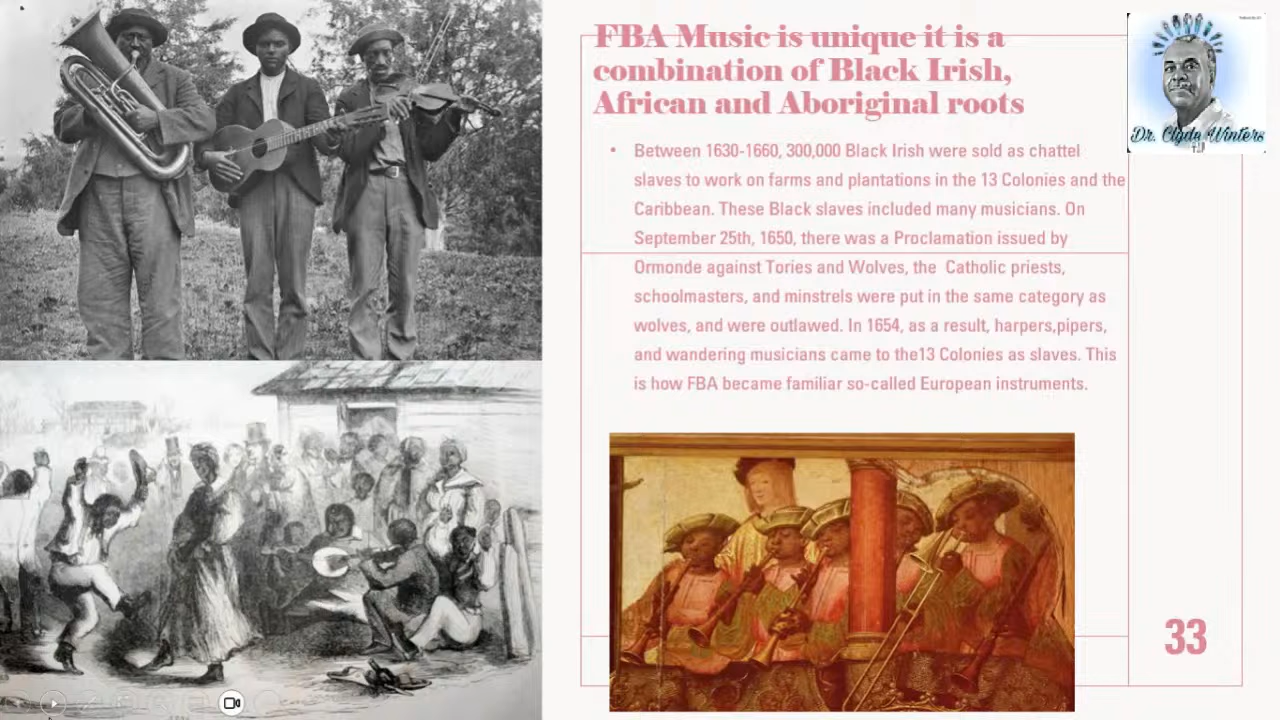 FBA Music is unique it is a
combination of Black Irish,
African and Aboriginal roots
Dr. Clyde Winters
• Between 1630-1660, 300,000 Black Irish were sold as chattel
slaves to work on farms and plantations in the 13 Colonies and the
Caribbean. These Black slaves included many musicians. On
September 25th, 1650, there was a Proclamation issued by
Ormonde against Tories and Wolves, the Catholic priests,
schoolmasters, and minstrels were put in the same category as
wolves, and were outlawed. In 1654, as a result, harpers,pipers,
and wandering musicians came to the13 Colonies as slaves. This
is how FBA became familiar so-called European instruments.
33